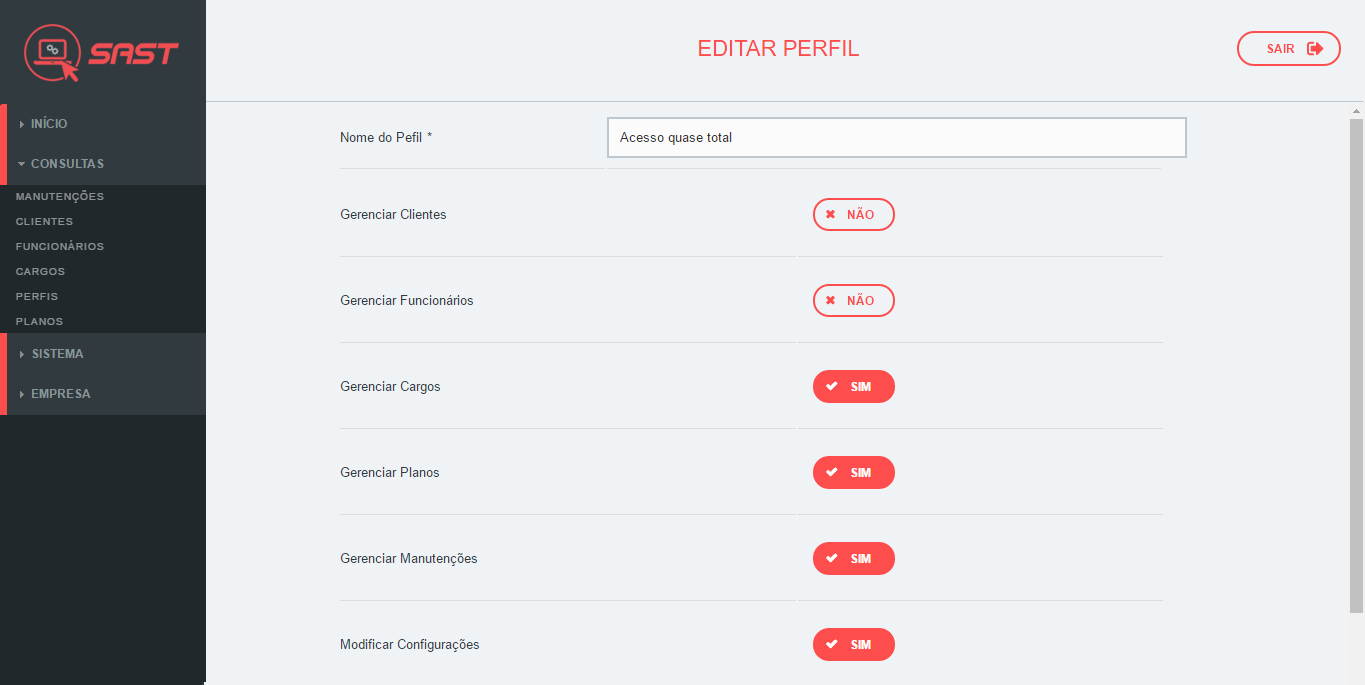 SAST
EDITAR PERFIL
SAIR
INÍCIO
CONSULTAS
MANUTENÇÕES
CLIENTES
FUNCIONÁRIOS
CARGOS
PERFIS
PLANOS
SISTEMA
EMPRESA
Nome do Pefil *
Acesso quase total
Gerenciar Clientes
NÃO
Gerenciar Funcionários
NÃO
Gerenciar Cargos
SIM
Gerenciar Planos
SIM
Gerenciar Manutenções
SIM
Modificar Configurações
SIM